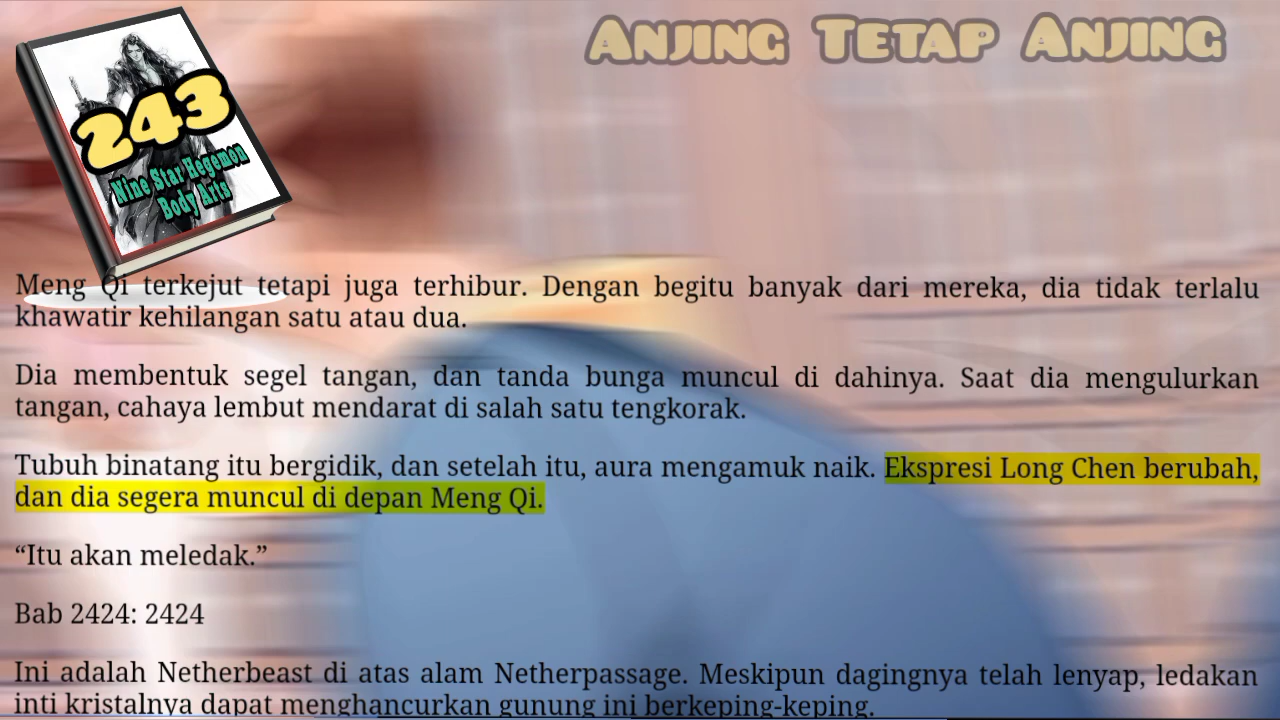 Anjing Tetap Anjing
243
Nine Star Hegemon
Body Arts
Meng Qi terkejut tetapi juga terhibur. Dengan begitu banyak dari mereka, dia tidak terlalu
khawatir kehilangan satu atau dua.
Dia membentuk segel tangan, dan tanda bunga muncul di dahinya. Saat dia mengulurkan
tangan, cahaya lembut mendarat di salah satu tengkorak.
Tubuh binatang itu bergidik, dan setelah itu, aura mengamuk naik. Ekspresi Long Chen berubah,
dan dia segera muncul di depan Meng Qi.
“Itu akan meledak.”
Bab 2424: 2424
Ini adalah Netherbeast di atas alam Netherpassage. Meskipun dagingnya telah lenyap, ledakan
inti kristalnya dapat menghancurkan gunung ini berkeping-keping.